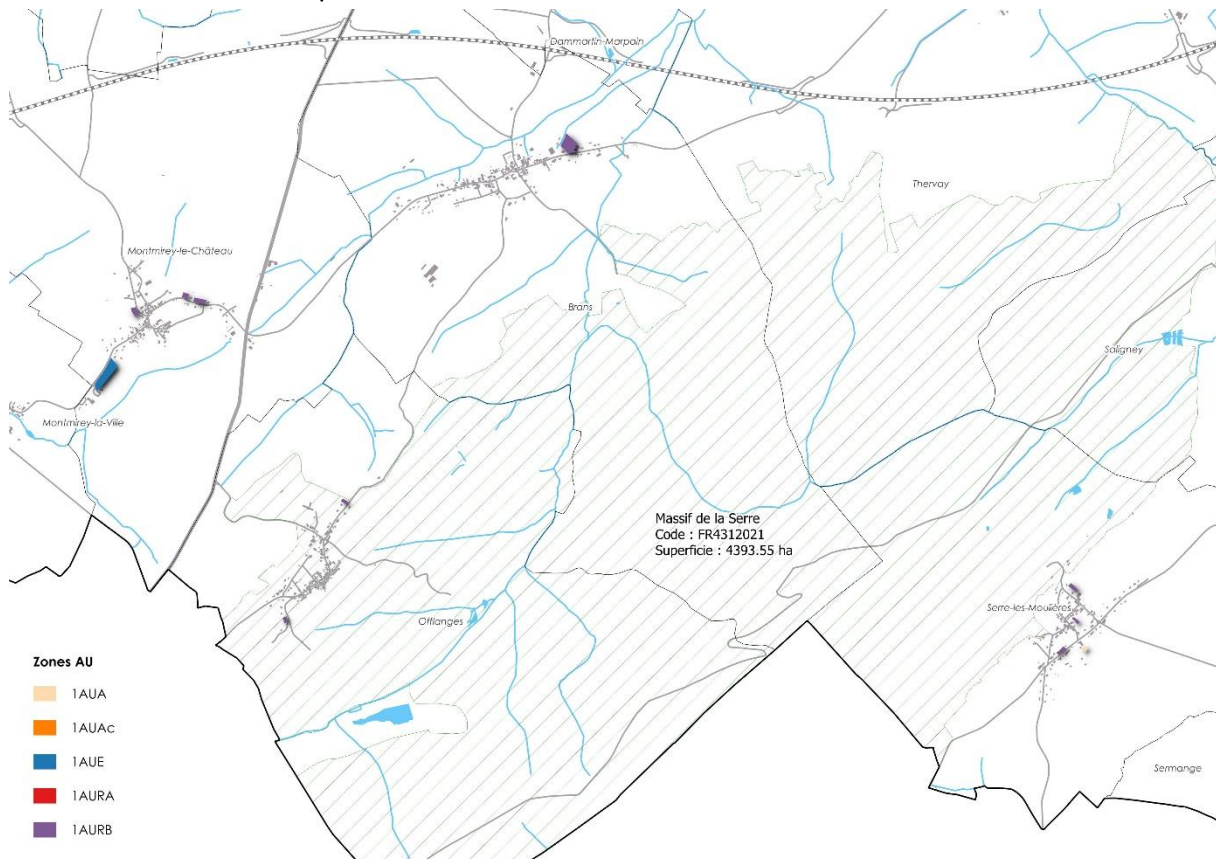 Dammartin-Marpain
Thervay
Montmirey-le-Château
Brans
Saligney
Montmirey-la-Ville
Massif de la Serre
Code : FR4312021
Superficie : 4393.55 ha
Serre-les-Moulières
Offlanges
Zones AU
1AUA
1AUAc
1AUE
1AURA
1AURB
Sermange